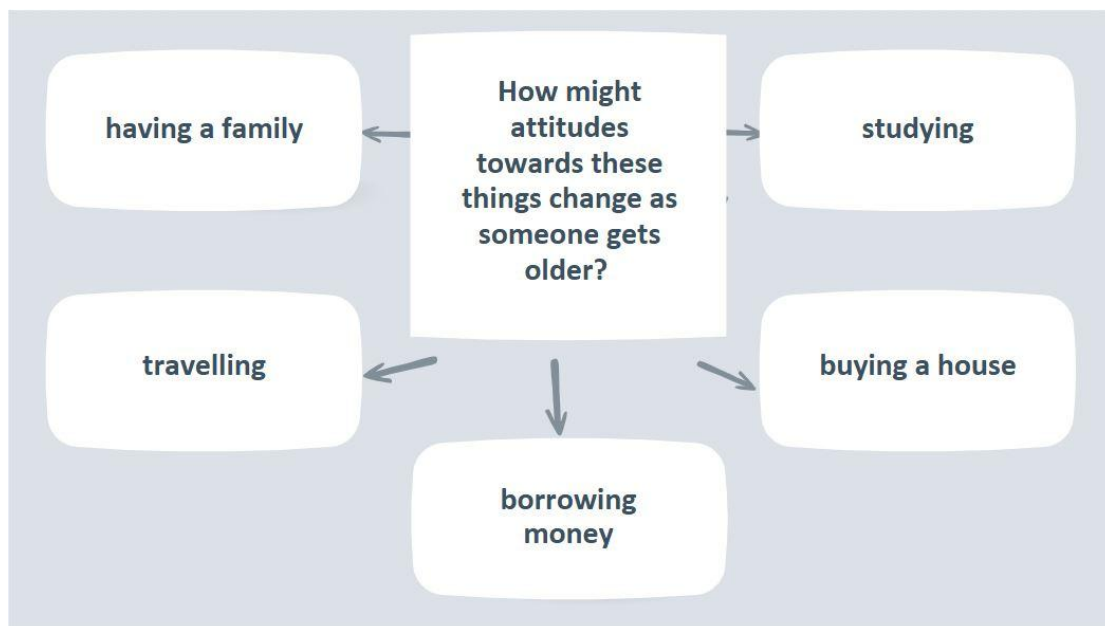 How might
attitudes
towards these
things change as
someone gets
older?
having a family
studying
travelling
buying a house
borrowing
money